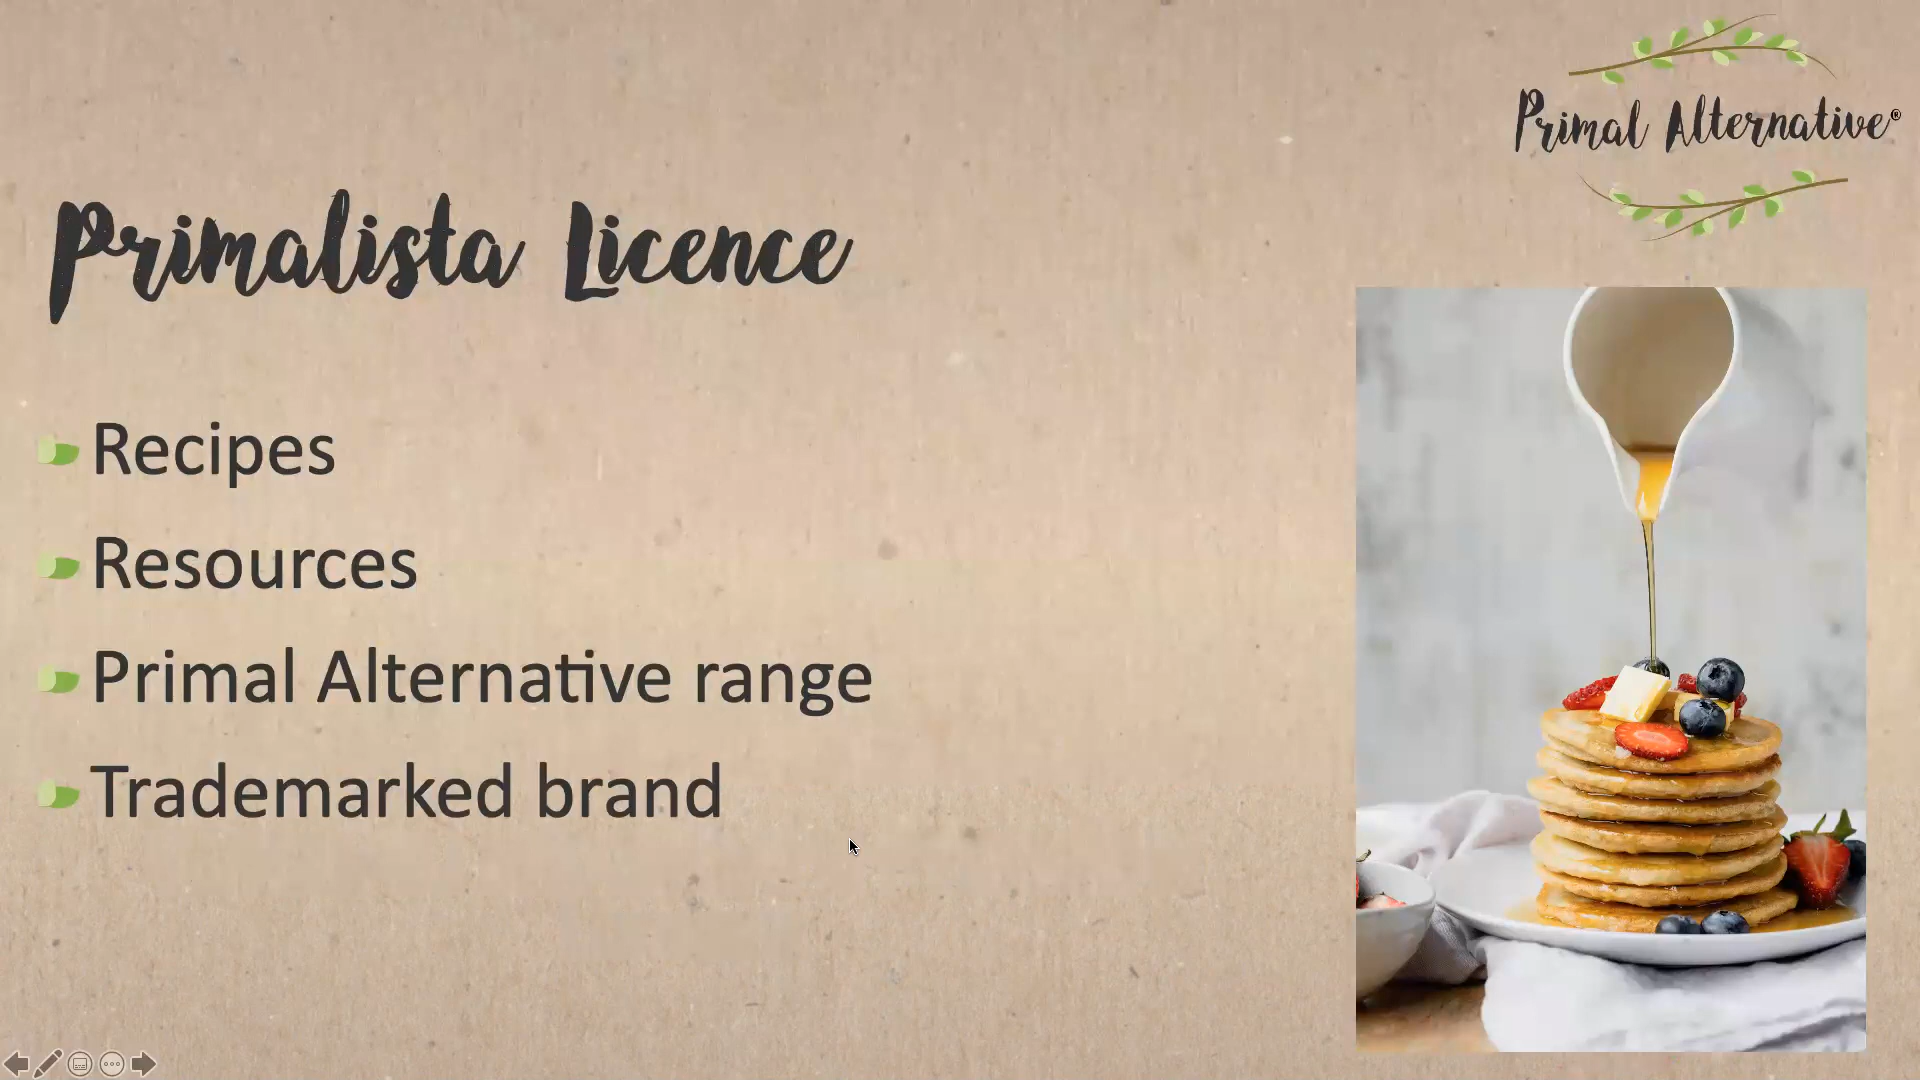 Primal Alternative®
Primalista Licence
Recipes
Resources
Primal Alternative range
Trademarked brand